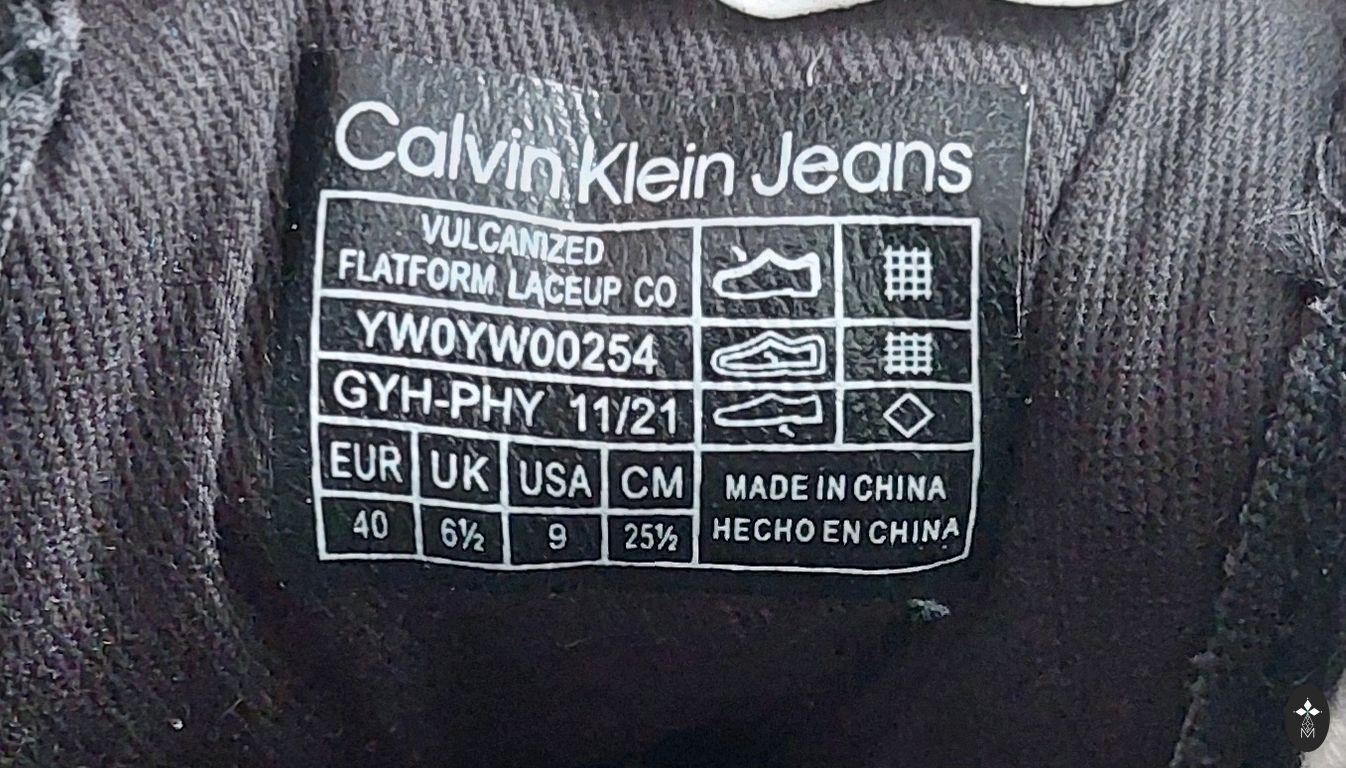 Calvin Klein Jeans
VULCANIZED
FLATFORM LACEUP CO
YW0YW00254
GYH-PHY 11/21
EUR UK USA CM
40 6½ 9 25½
MADE IN CHINA
HECHO EN CHINA
M